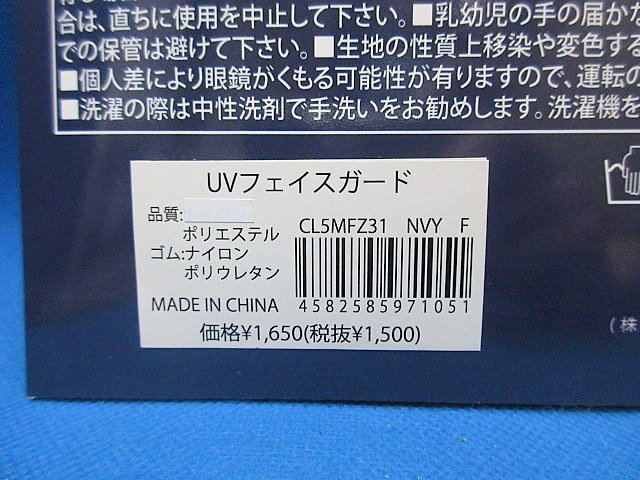 合は、直ちに使用を中止して下さい。■乳幼児の手の届かな
での保管は避けて下さい。■生地の性質上移染や変色する
■個人差により眼鏡がくもる可能性が有りますので、運転の
■洗濯の際は中性洗剤で手洗いをお勧めします。洗濯機を
UVフェイスガード
品質:
ポリエステル
ゴム:ナイロン
ポリウレタン
CL5MFZ31 NVY F
4582585971051
MADE IN CHINA
価格¥1,650(税抜¥1,500)
(株